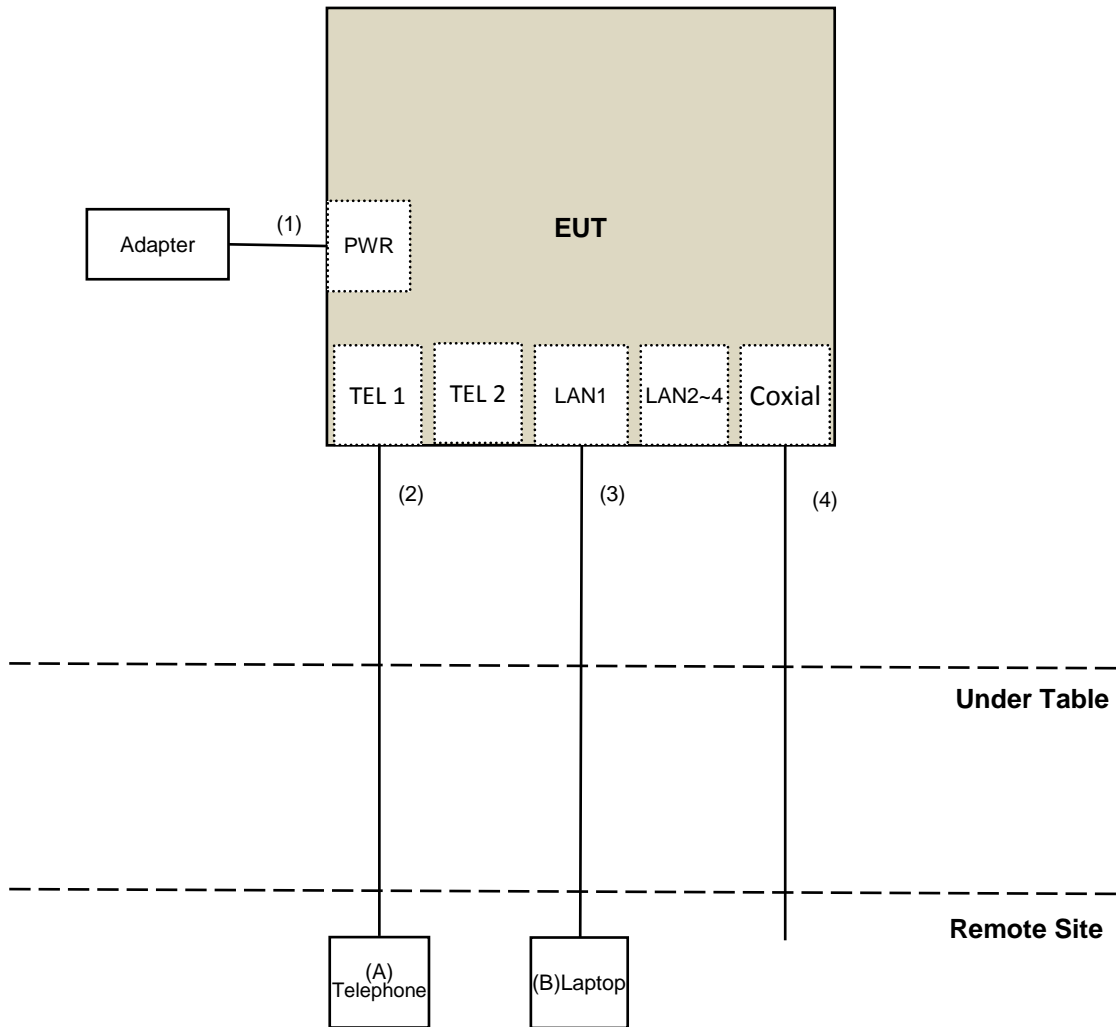 EUT
(1)
Adapter
PWR
TEL 1
TEL 2
LAN1
LAN2~4
Coxial
(2)
(3)
(4)
Under Table
Remote Site
(A)
Telephone
(B)Laptop